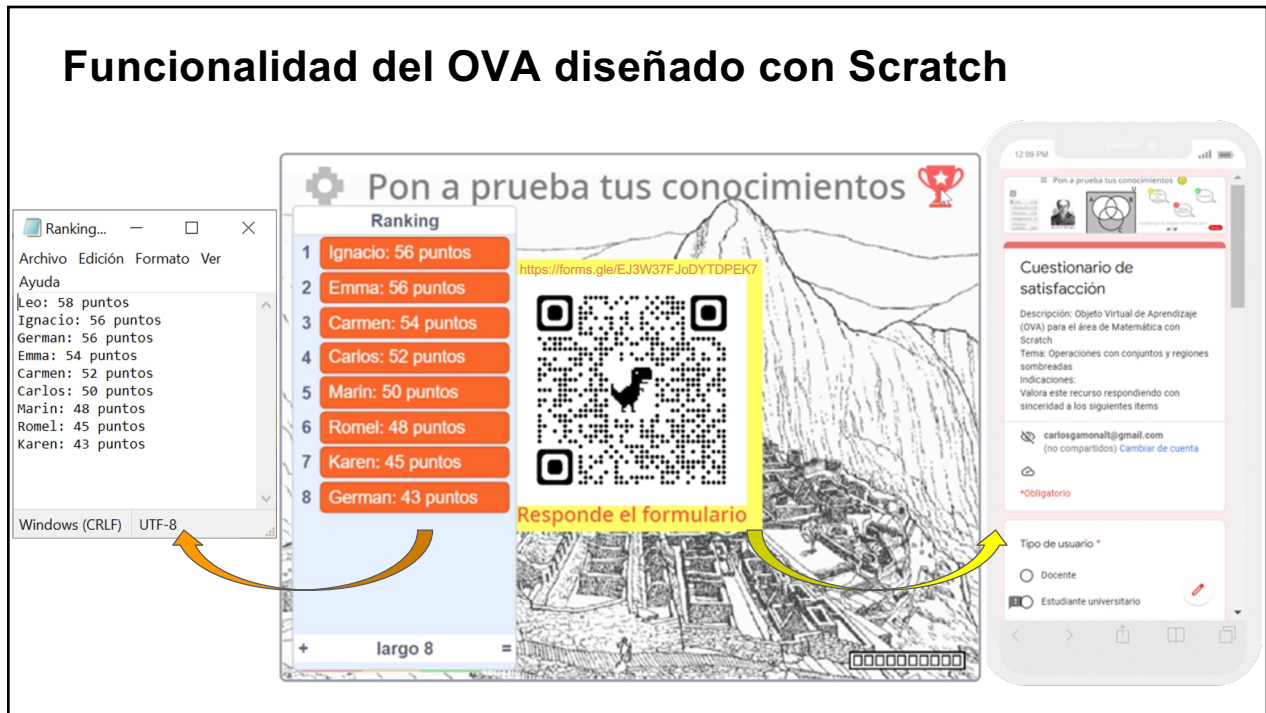 Funcionalidad del OVA diseñado con Scratch
Ranking...
Archivo Edición Formato Ver
Ayuda
Leo: 58 puntos
Ignacio: 56 puntos
German: 56 puntos
Emma: 54 puntos
Carmen: 52 puntos
Carlos: 50 puntos
Marin: 48 puntos
Romel: 45 puntos
Karen: 43 puntos
Windows (CRLF) UTF-8
Pon a prueba tus conocimientos
Ranking
1 Ignacio: 56 puntos
2 Emma: 56 puntos
3 Carmen: 54 puntos
4 Carlos: 52 puntos
5 Marin: 50 puntos
6 Romel: 48 puntos
7 Karen: 45 puntos
8 German: 43 puntos
+ largo 8 =
https://forms.gle/EJ3W37FJoDYTDPEK7
Responde el formulario
12:09 PM
Pon a prueba tus conocimientos
Cuestionario de
satisfacción
Descripción: Objeto Virtual de Aprendizaje
(OVA) para el área de Matemática con
Scratch
Tema: Operaciones con conjuntos y regiones
sombreadas
Indicaciones:
Valora este recurso respondiendo con
sinceridad a los siguientes items
carlosgamonalt@gmail.com
(no compartidos) Cambiar de cuenta
*Obligatorio
Tipo de usuario *
Docente
Estudiante universitario